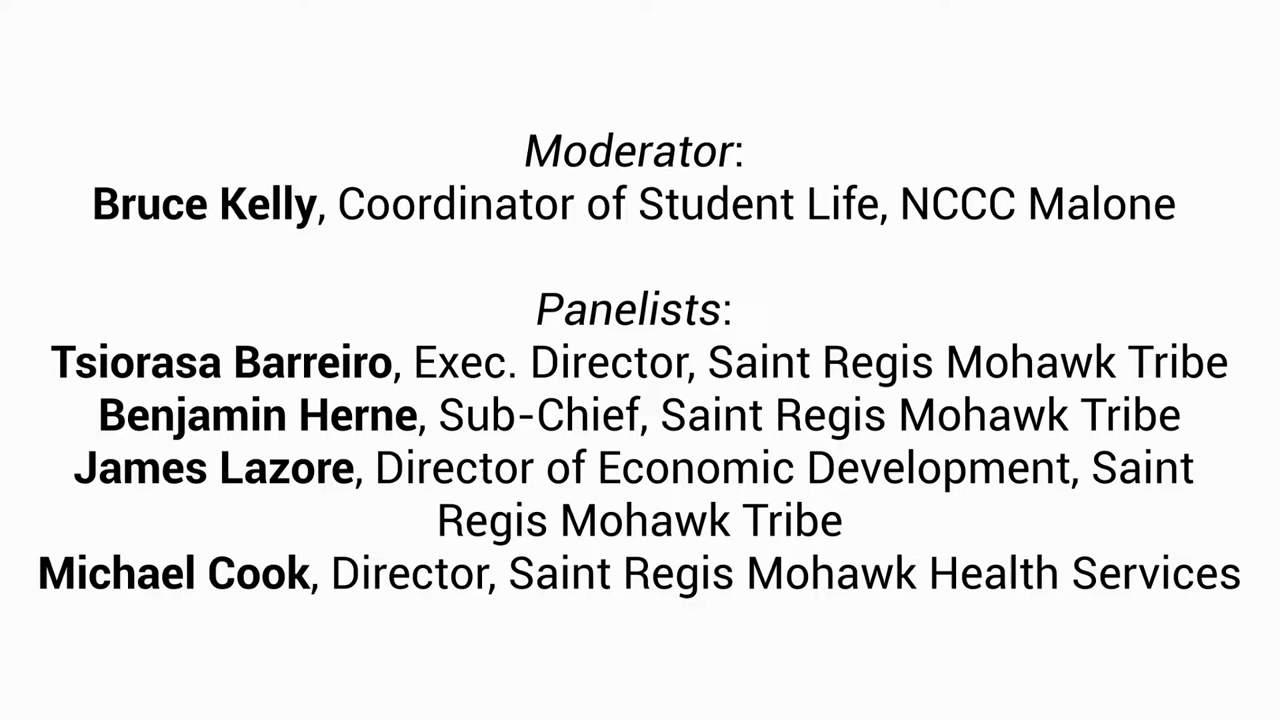 Moderator:
Bruce Kelly, Coordinator of Student Life, NCCC Malone
Panelists:
Tsiorasa Barreiro, Exec. Director, Saint Regis Mohawk Tribe
Benjamin Herne, Sub-Chief, Saint Regis Mohawk Tribe
James Lazore, Director of Economic Development, Saint
Regis Mohawk Tribe
Michael Cook, Director, Saint Regis Mohawk Health Services